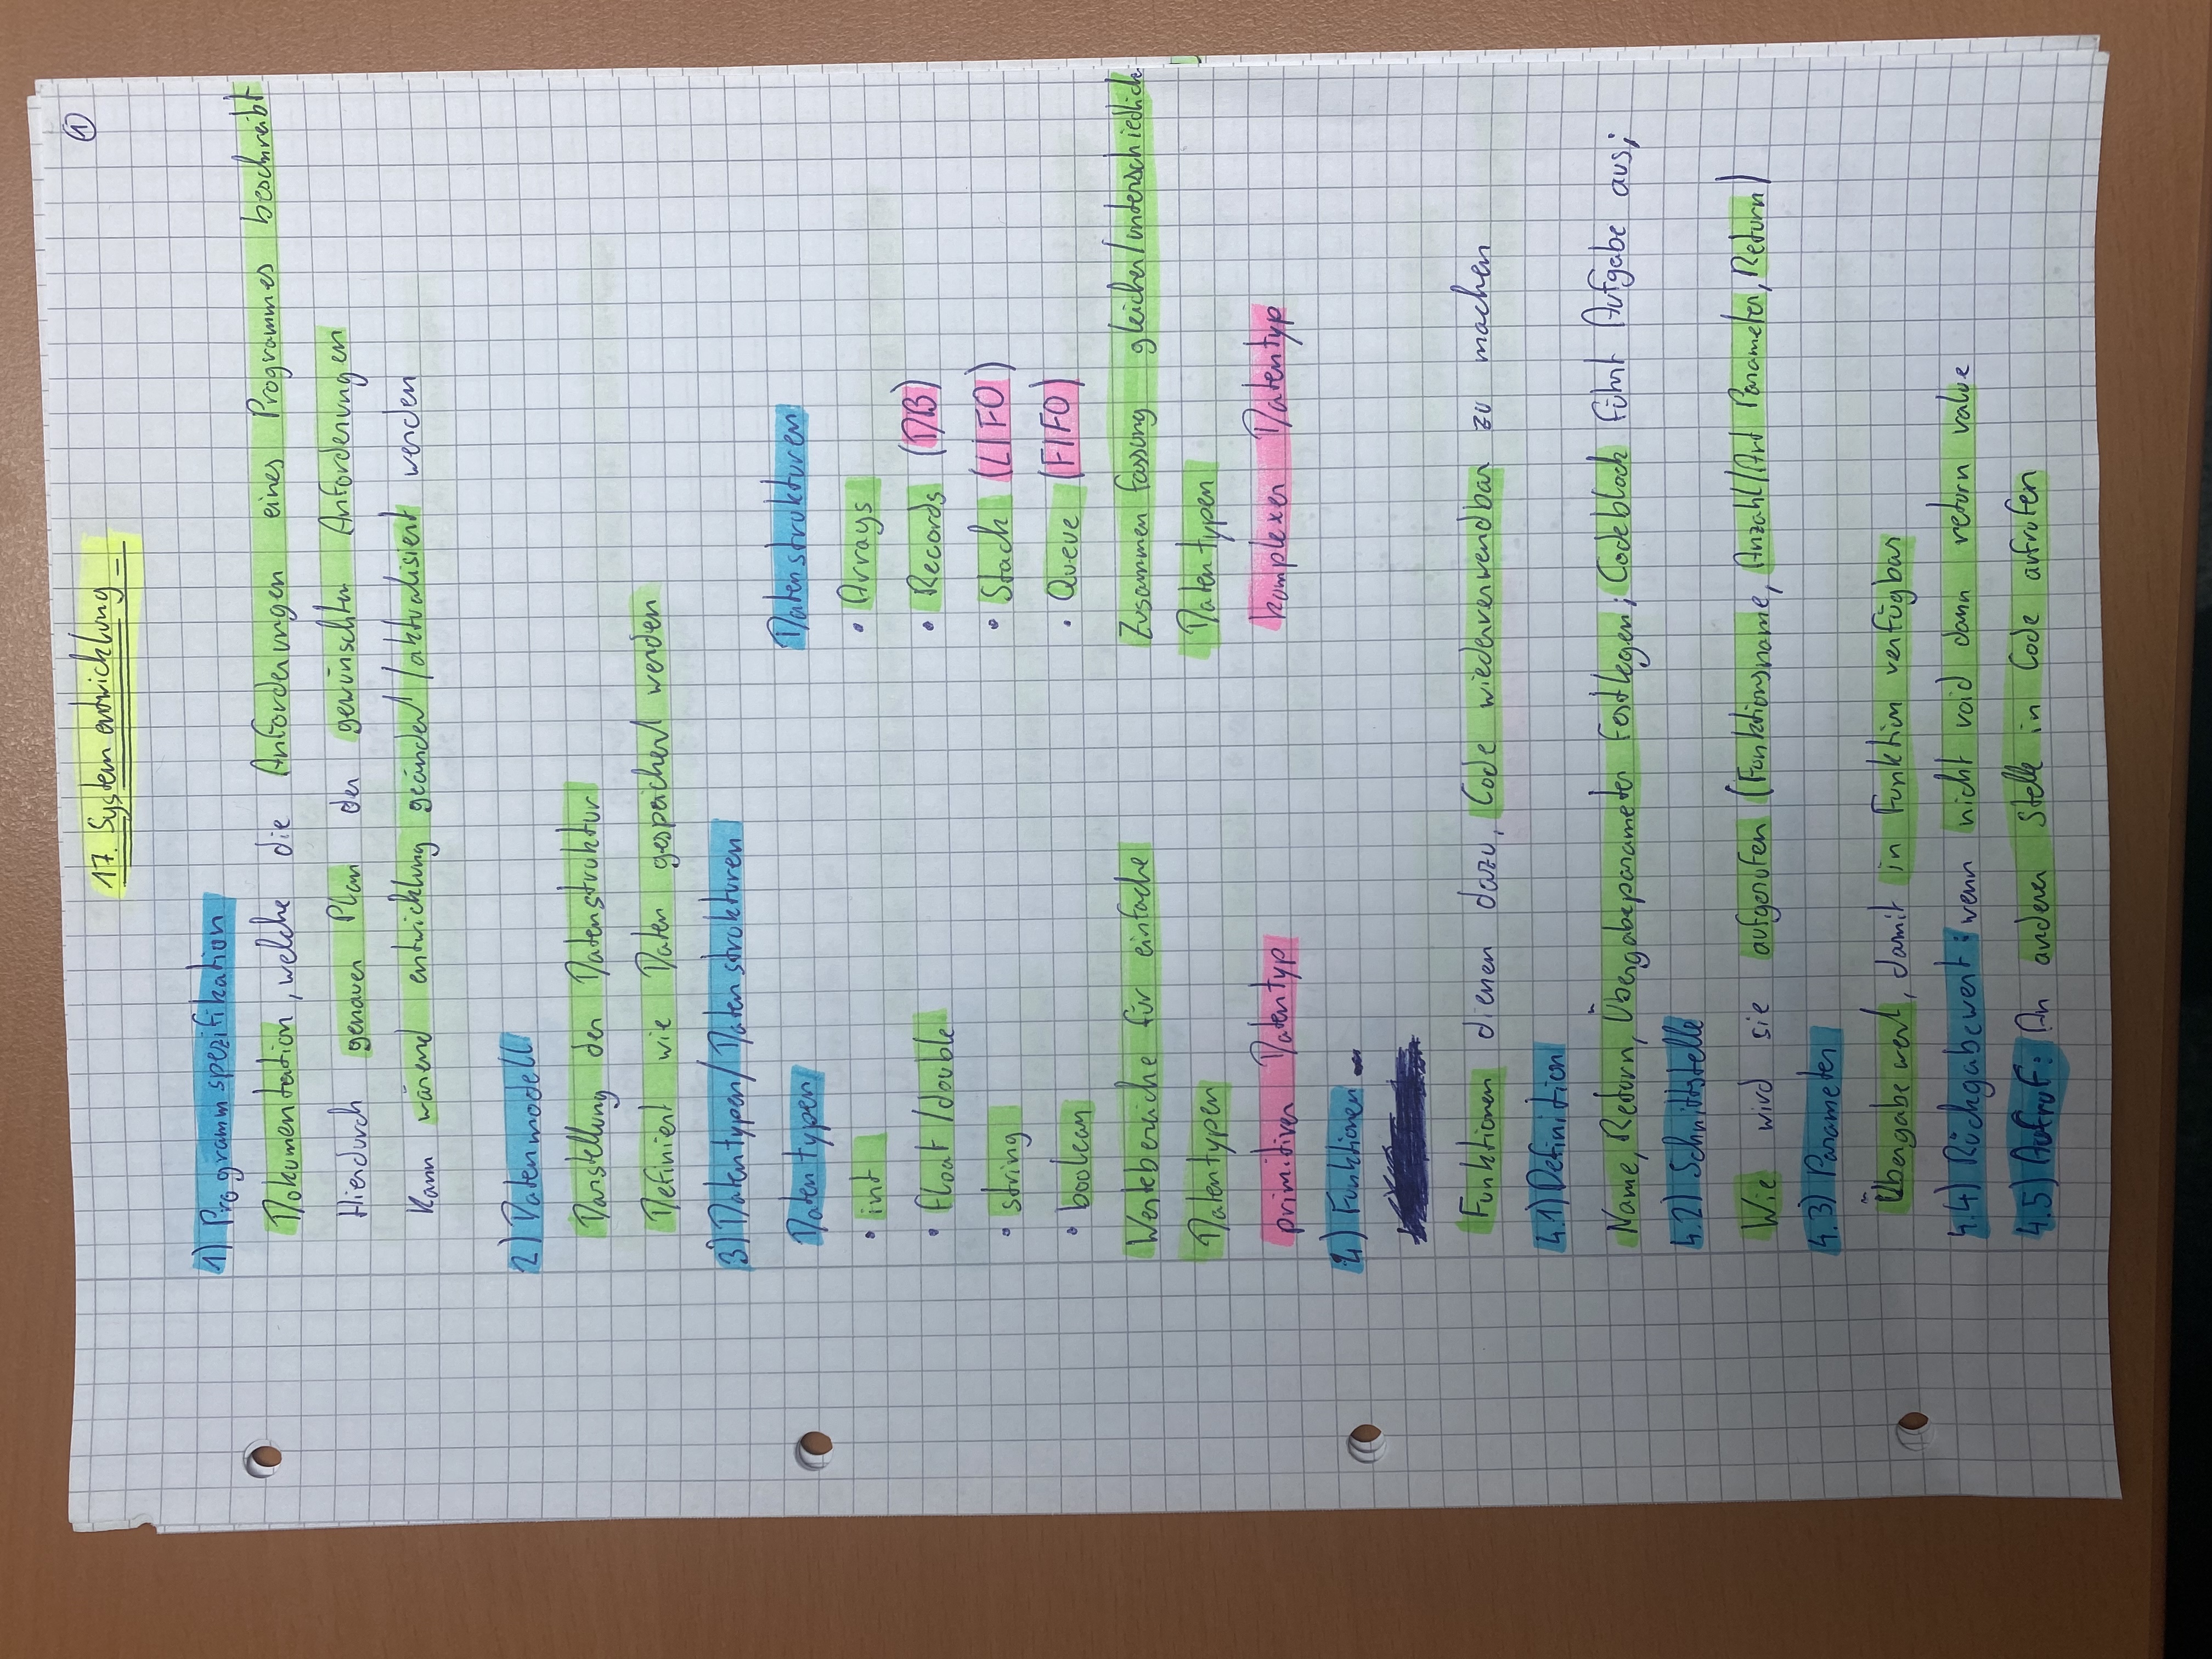 ①
17. Systementwicklung
1) Programmspezifikation
Dokumentation, welche die Anforderungen eines Programmes beschreibt
Hierdurch genauer Plan der gewünschten Anforderungen
Kann wärend entwicklung geändert/aktualisiert werden
2) Datenmodell
Darstellung der Datenstruktur
Definiert wie Daten gespeichert werden
3) Datentypen/Datenstrukturen
Datentypen
• int
• float/double
• string
• boolean
Wertebereiche für einfache
Datentypen
primitiver Datentyp
Datenstrukturen
• Arrays
• Records (DB)
• Stack (LIFO)
• Queue (FIFO)
Zusammenfassung gleicher/unterschiedliche
Datentypen
komplexer Datentyp
4) Funktionen
Funktionen dienen dazu, Code wiederverwendbar zu machen
4.1) Definition
Name, Return, Übergabeparameter Festlegen; Codeblock führt Aufgabe aus;
4.2) Schnittstelle
Wie wird sie aufgerufen (Funktionsname, Anzahl/Art Parameter, Return)
4.3) Parameter
Übergabewert, damit in Funktion verfügbar
4.4) Rückgabewert: wenn nicht void dann return value
4.5) Aufruf: An anderer Stelle in Code aufrufen